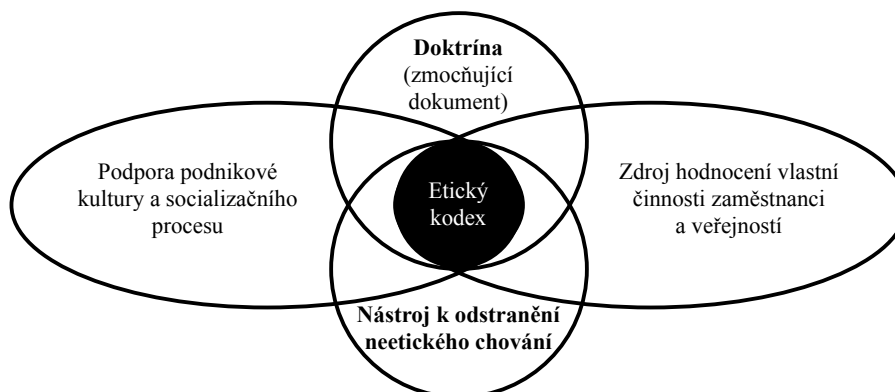 Doktrína
(zmocňující
dokument)
Podpora podnikové
kultury a socializačního
procesu
Etický
kodex
Zdroj hodnocení vlastní
činnosti zaměstnanci
a veřejností
Nástroj k odstranění
neetického chování